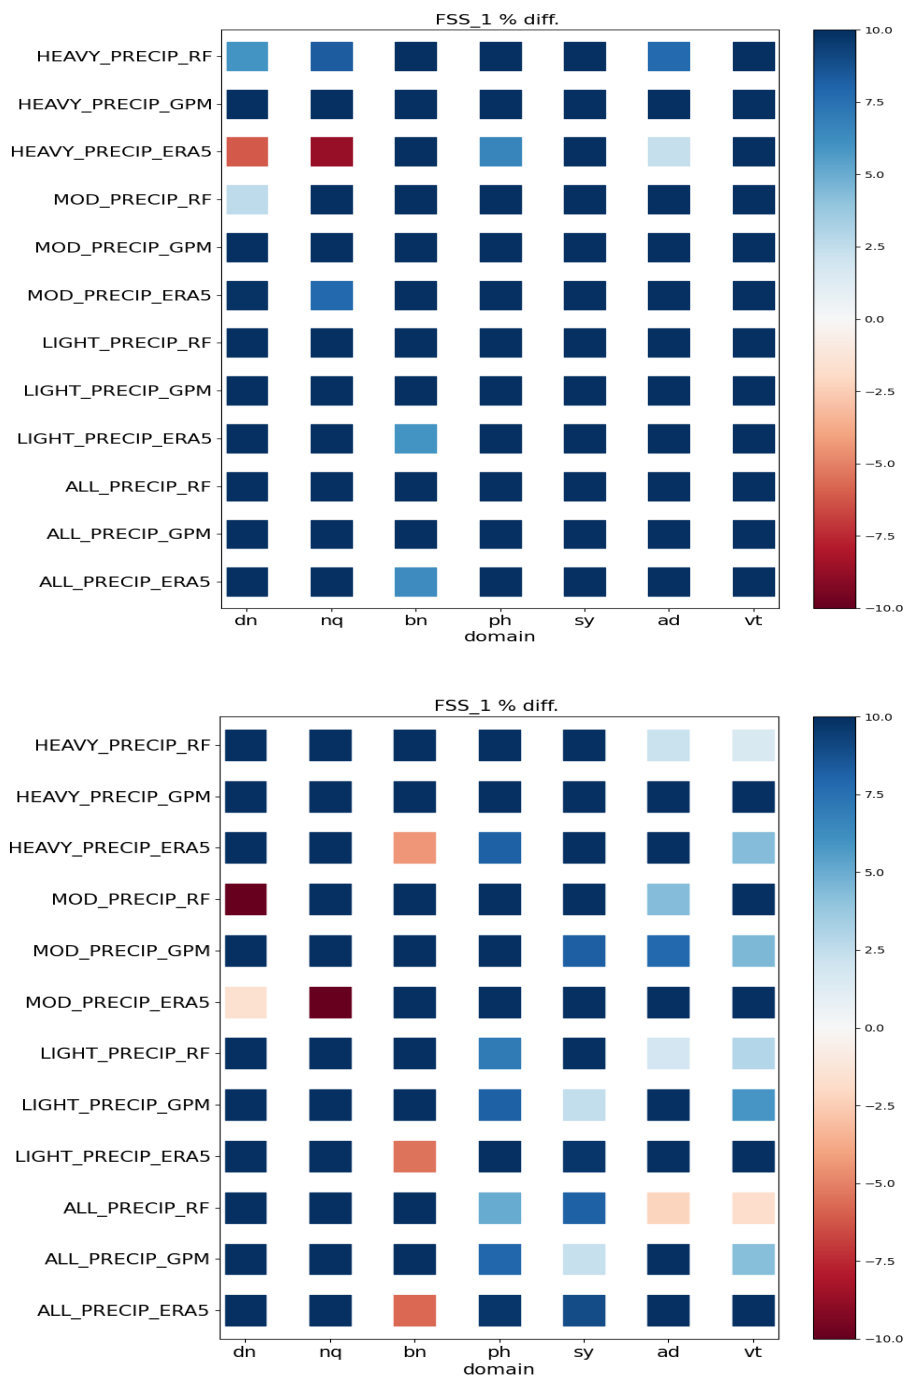 FSS_1 % diff.
HEAVY_PRECIP_RF
HEAVY_PRECIP_GPM
HEAVY_PRECIP_ERA5
MOD_PRECIP_RF
MOD_PRECIP_GPM
MOD_PRECIP_ERA5
LIGHT_PRECIP_RF
LIGHT_PRECIP_GPM
LIGHT_PRECIP_ERA5
ALL_PRECIP_RF
ALL_PRECIP_GPM
ALL_PRECIP_ERA5
dn nq bn ph sy ad vt
domain
10.0
7.5
5.0
2.5
0.0
−2.5
−5.0
−7.5
−10.0
FSS_1 % diff.
HEAVY_PRECIP_RF
HEAVY_PRECIP_GPM
HEAVY_PRECIP_ERA5
MOD_PRECIP_RF
MOD_PRECIP_GPM
MOD_PRECIP_ERA5
LIGHT_PRECIP_RF
LIGHT_PRECIP_GPM
LIGHT_PRECIP_ERA5
ALL_PRECIP_RF
ALL_PRECIP_GPM
ALL_PRECIP_ERA5
dn nq bn ph sy ad vt
domain
10.0
7.5
5.0
2.5
0.0
−2.5
−5.0
−7.5
−10.0